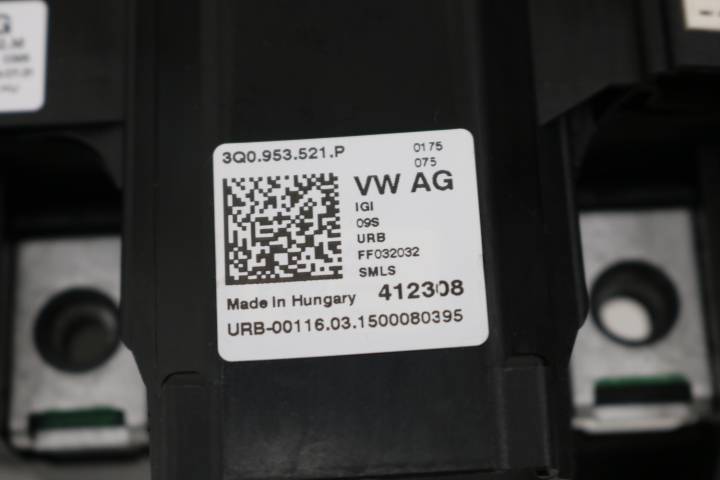 3Q0.953.521.P
0175
075
VW AG
IGI
09S
URB
FF032032
SMLS
Made in Hungary 412308
URB-00116.03.1500080395